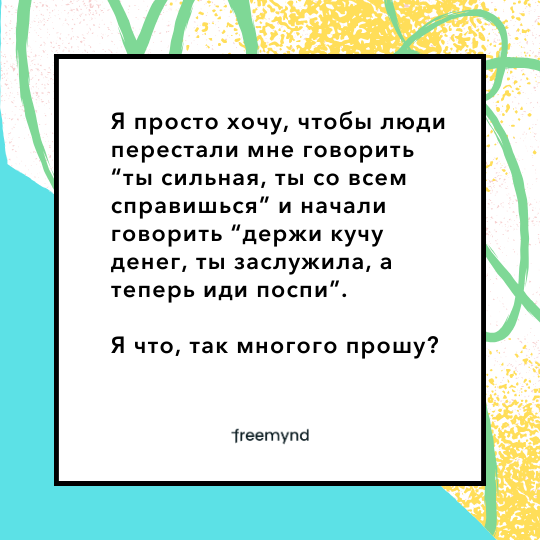 Я просто хочу, чтобы люди
перестали мне говорить
“ты сильная, ты со всем
справишься” и начали
говорить “держи кучу
денег, ты заслужила, а
теперь иди поспи”.
Я что, так многого прошу?
freemynd